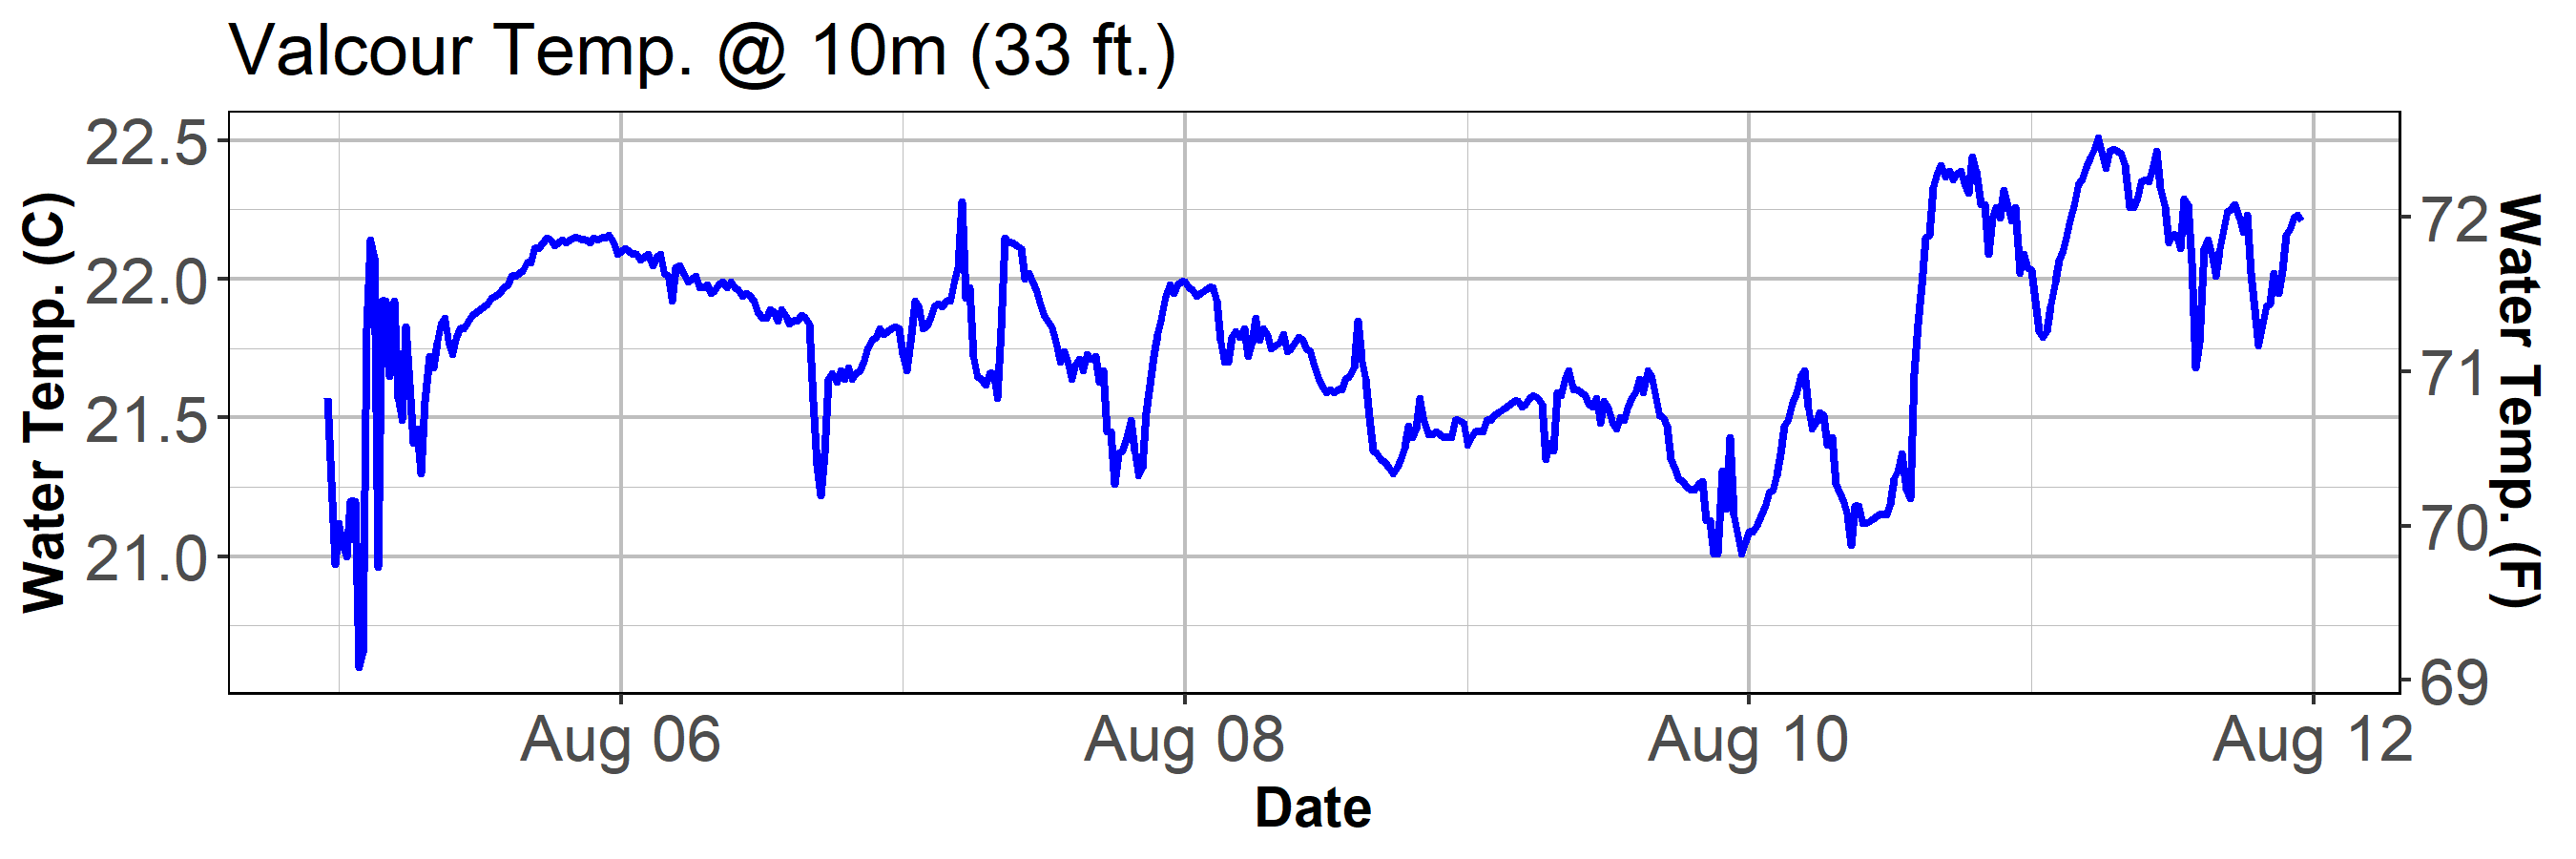 Valcour Temp. @ 10m (33 ft.)
Water Temp. (C)
22.5
22.0
21.5
21.0
72
71
70
69
Water Temp. (F)
Aug 06
Aug 08
Aug 10
Aug 12
Date